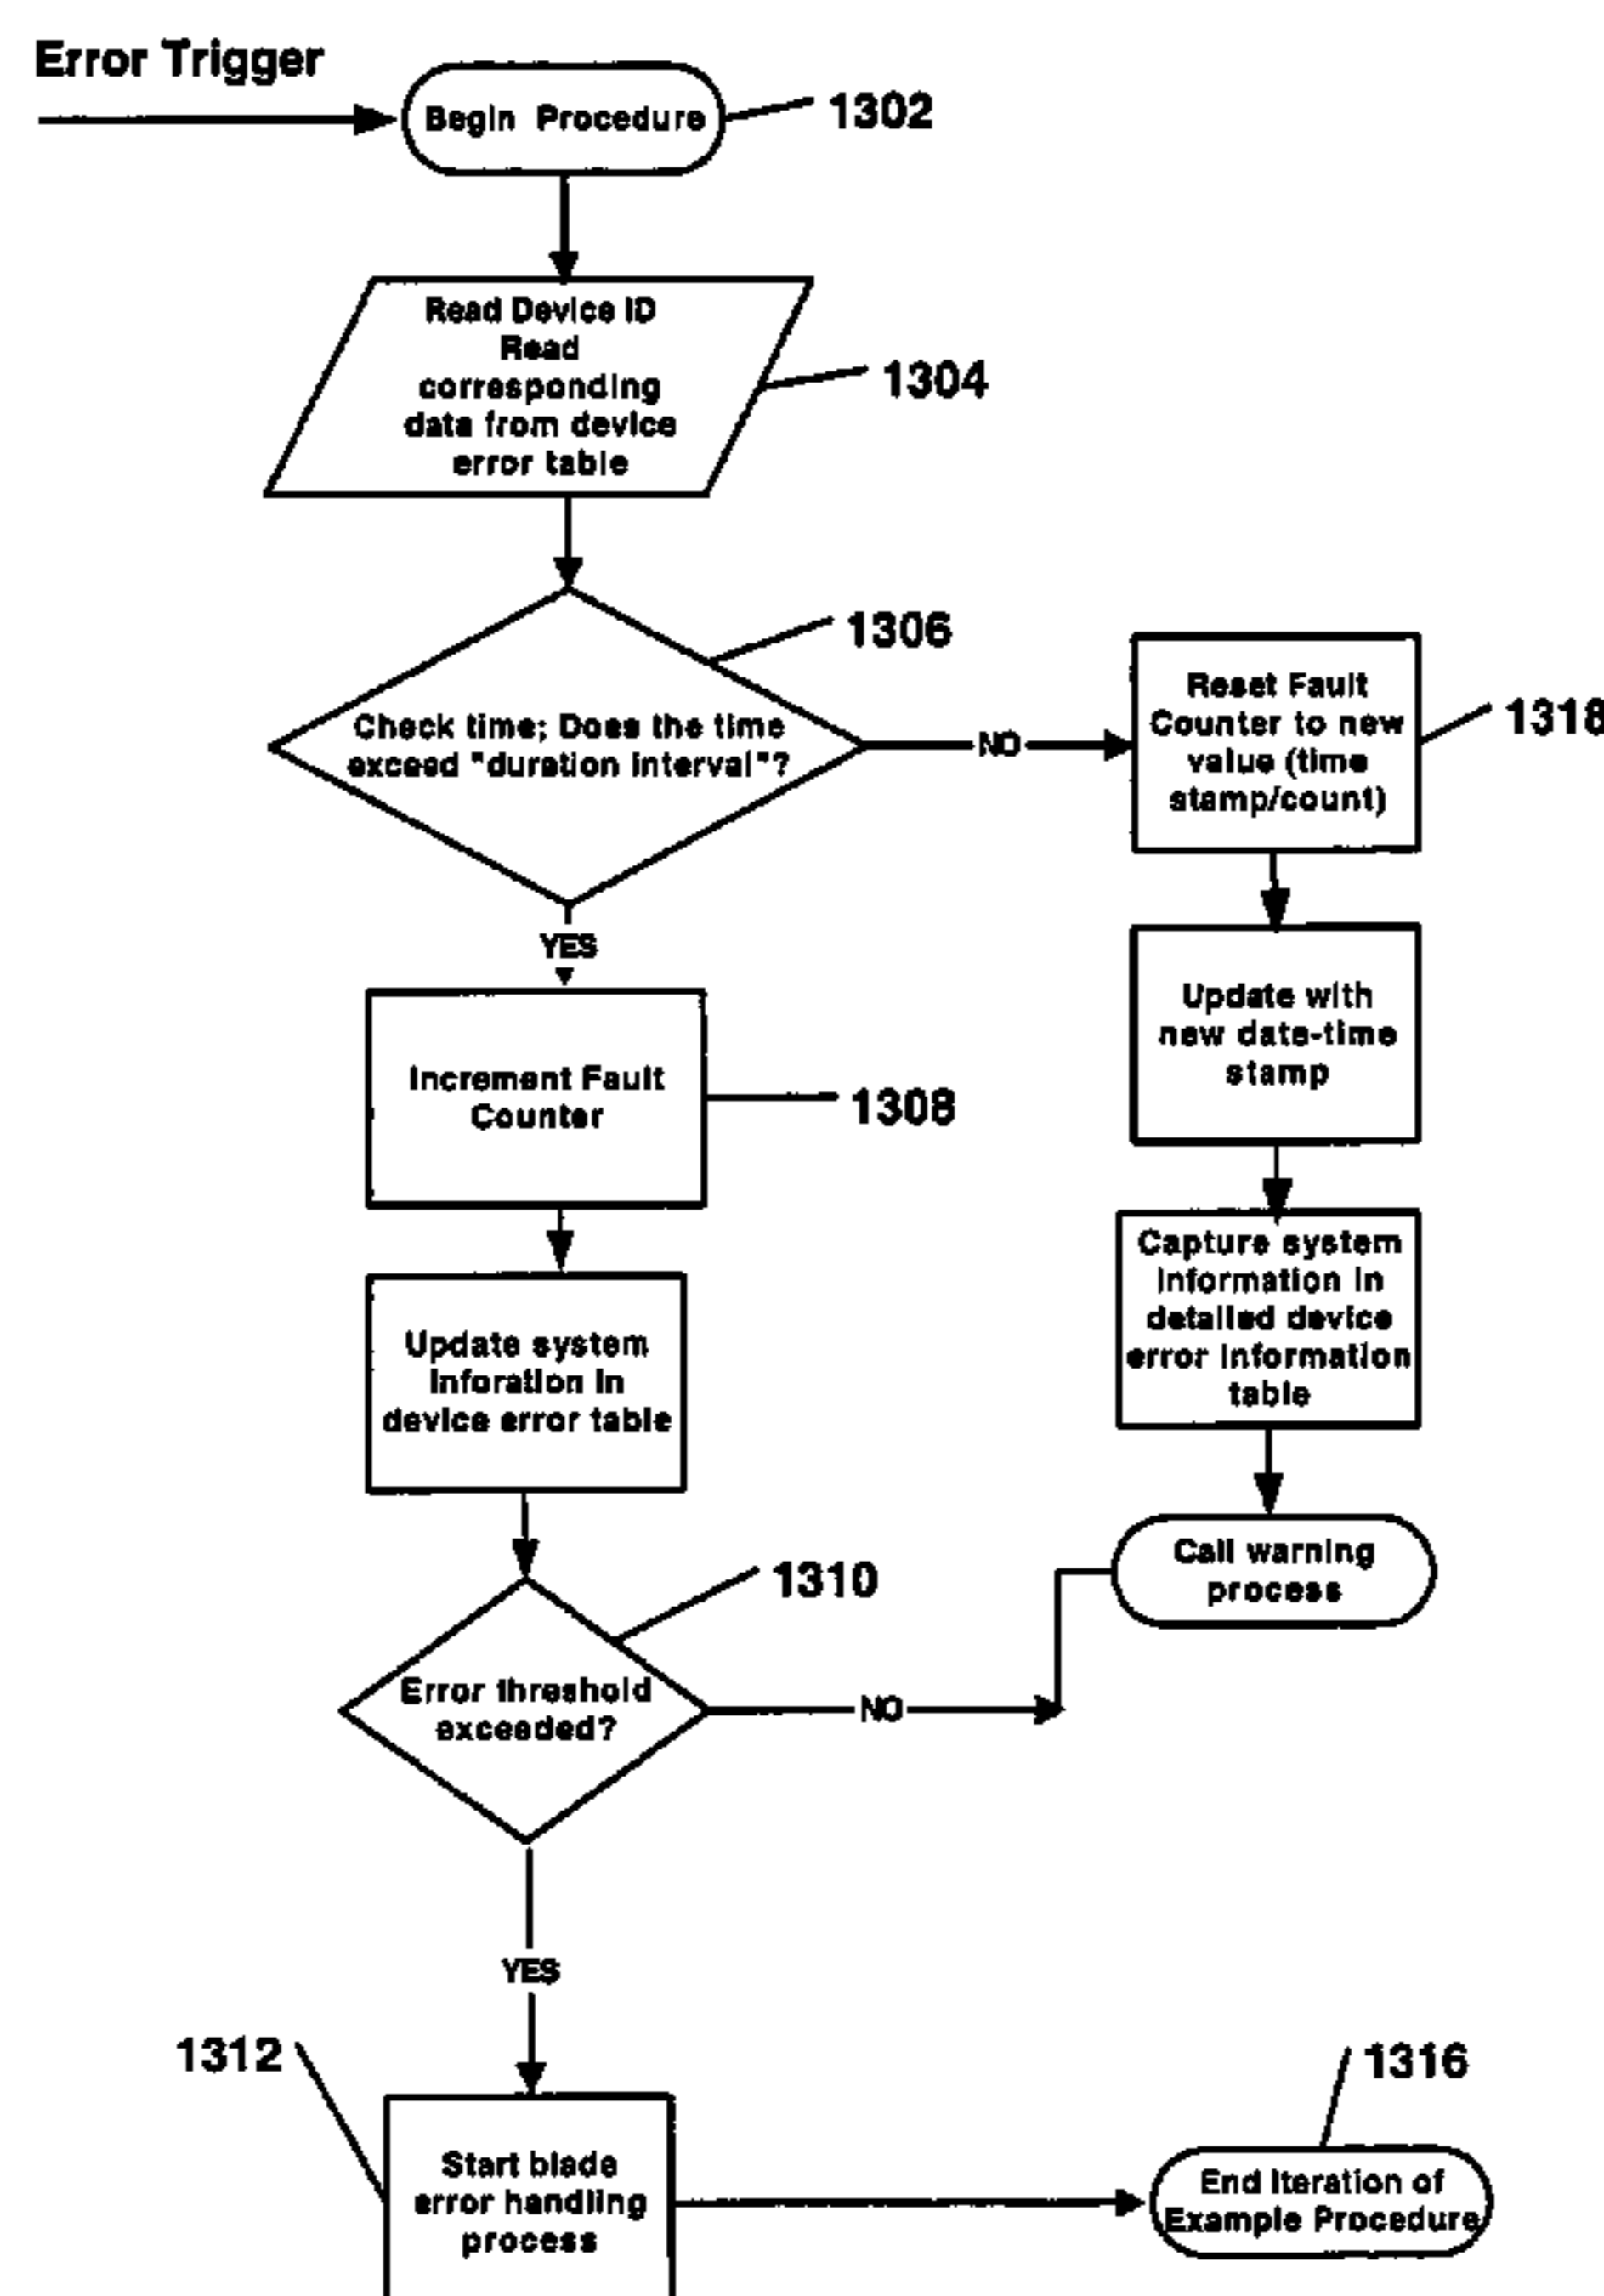 Error Trigger
Begin Procedure
1302
Read Device ID
Read
corresponding
data from device
error table
1304
1306
Check time; Does the time
exceed "duration interval"?
NO
Reset Fault
Counter to new
value (time
stamp/count)
1318
YES
Update with
new date-time
stamp
Increment Fault
Counter
1308
Capture system
information in
detailed device
error information
table
Update system
inforation in
device error table
Call warning
process
1310
Error threshold
exceeded?
NO
YES
1312
1316
Start blade
error handling
process
End Iteration of
Example Procedure